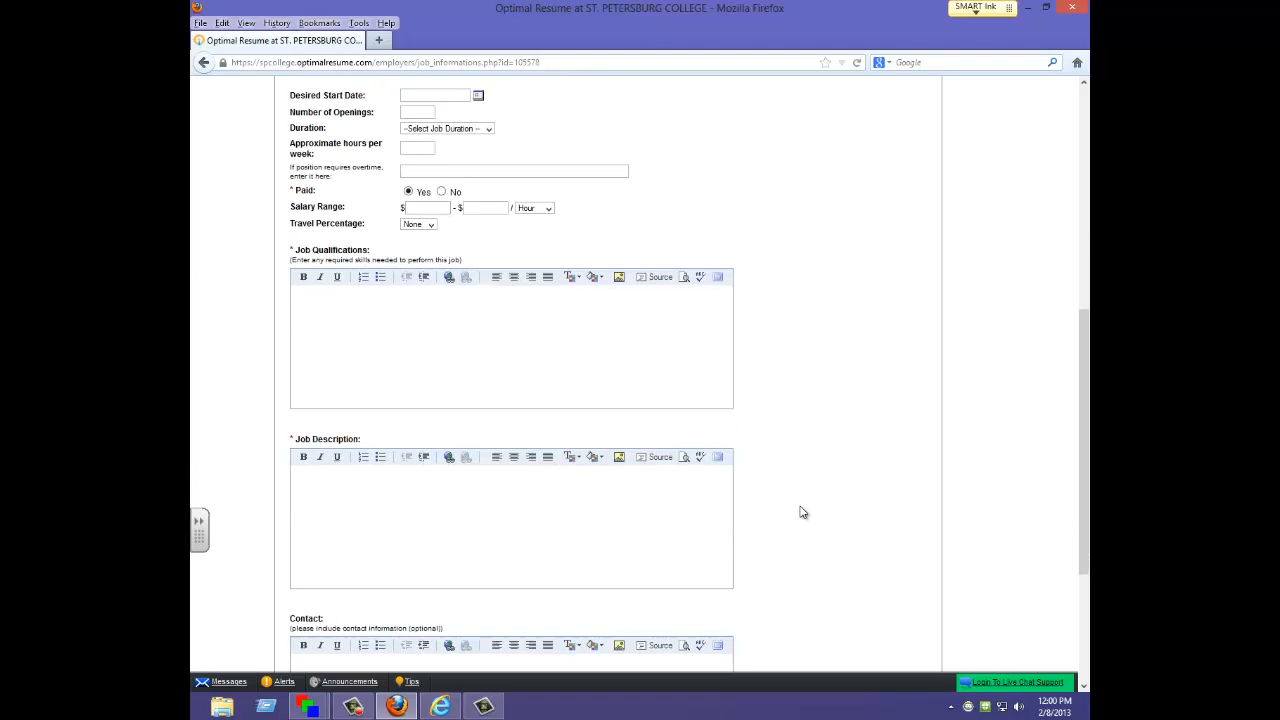 Optimal Resume at ST. PETERSBURG COLLEGE - Mozilla Firefox
SMART Ink
File Edit View History Bookmarks Tools Help
Optimal Resume at ST. PETERSBURG CO...
https://spcollege.optimalresume.com/employers/job_informations.php?id=105578
Google
Desired Start Date:
Number of Openings:
Duration: --Select Job Duration --
Approximate hours per
week:
If position requires overtime,
enter it here:
* Paid: Yes No
Salary Range: $ - $ / Hour
Travel Percentage: None
* Job Qualifications:
(Enter any required skills needed to perform this job)
B I U Source
* Job Description:
B I U Source
Contact:
(please include contact information (optional))
B I U Source
Messages Alerts Announcements Tips Login To Live Chat Support
12:00 PM
2/8/2013